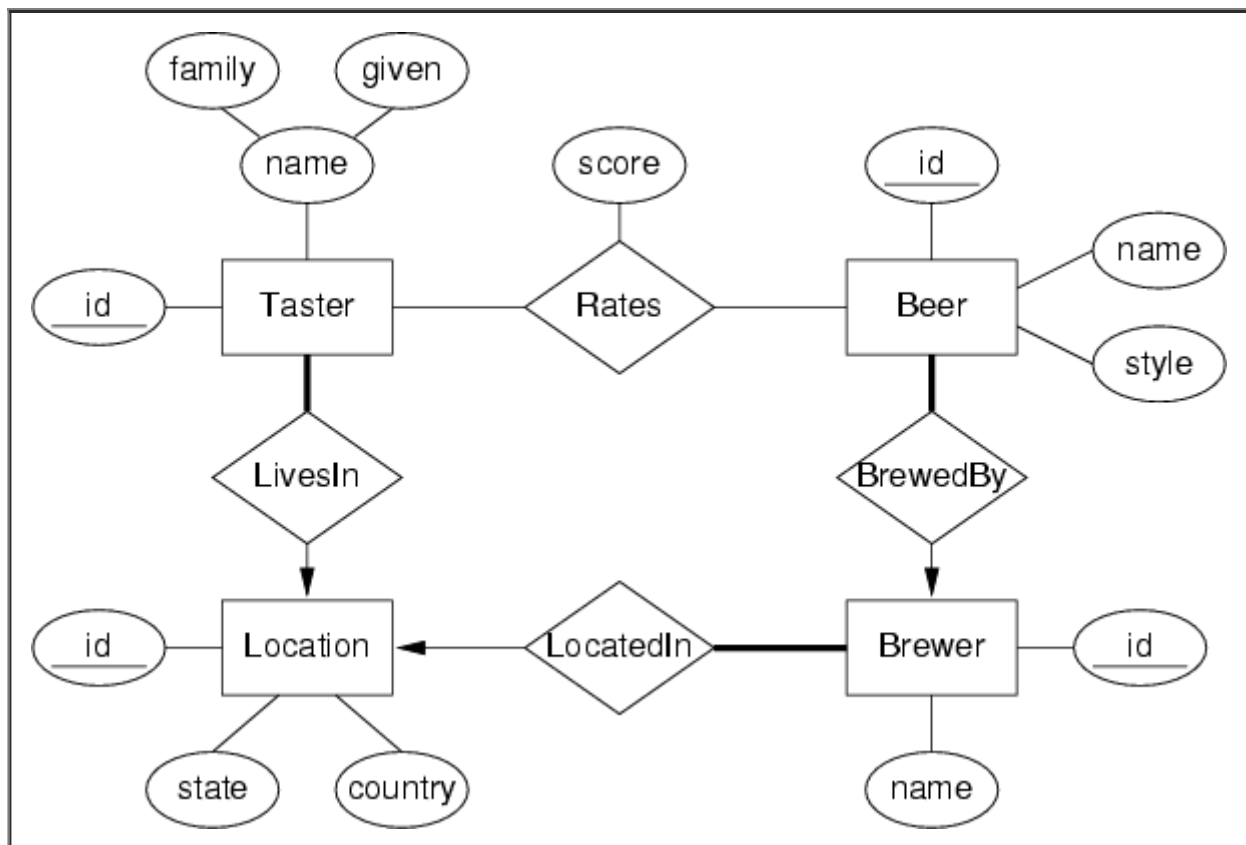 family
given
name
score
id
name
id
Taster
Rates
Beer
style
LivesIn
BrewedBy
id
Location
LocatedIn
Brewer
id
state
country
name